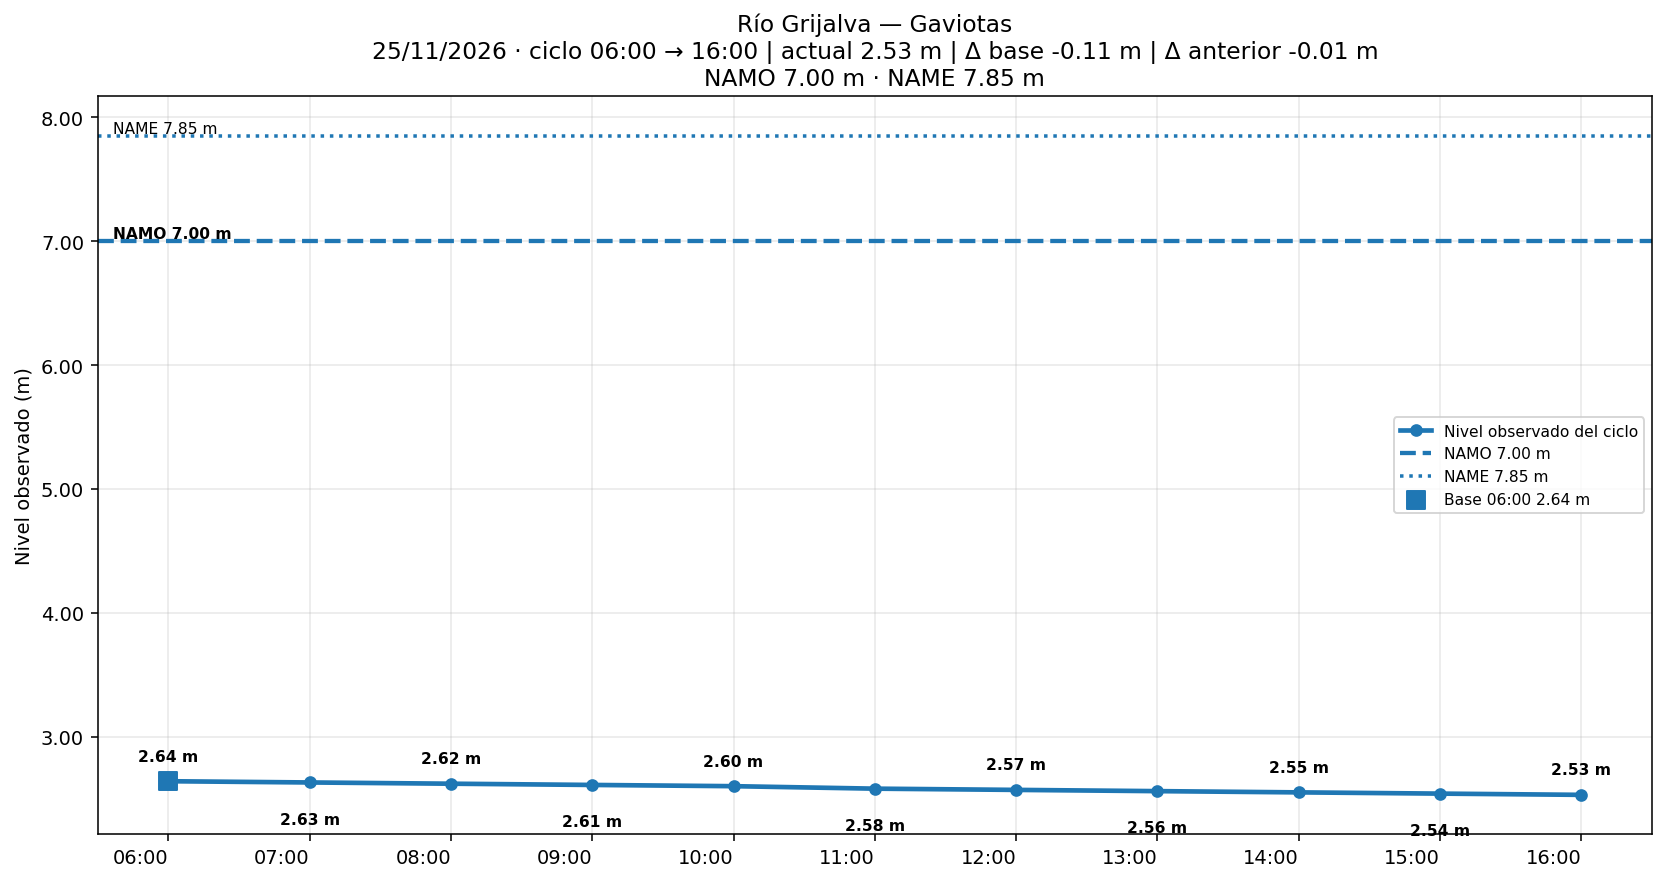 Río Grijalva — Gaviotas
25/11/2026 · ciclo 06:00 → 16:00 | actual 2.53 m | Δ base -0.11 m | Δ anterior -0.01 m
NAMO 7.00 m · NAME 7.85 m
Nivel observado (m)
8.00
7.00
6.00
5.00
4.00
3.00
NAME 7.85 m
NAMO 7.00 m
Nivel observado del ciclo
NAMO 7.00 m
NAME 7.85 m
Base 06:00 2.64 m
2.64 m
2.63 m
2.62 m
2.61 m
2.60 m
2.58 m
2.57 m
2.56 m
2.55 m
2.54 m
2.53 m
06:00
07:00
08:00
09:00
10:00
11:00
12:00
13:00
14:00
15:00
16:00